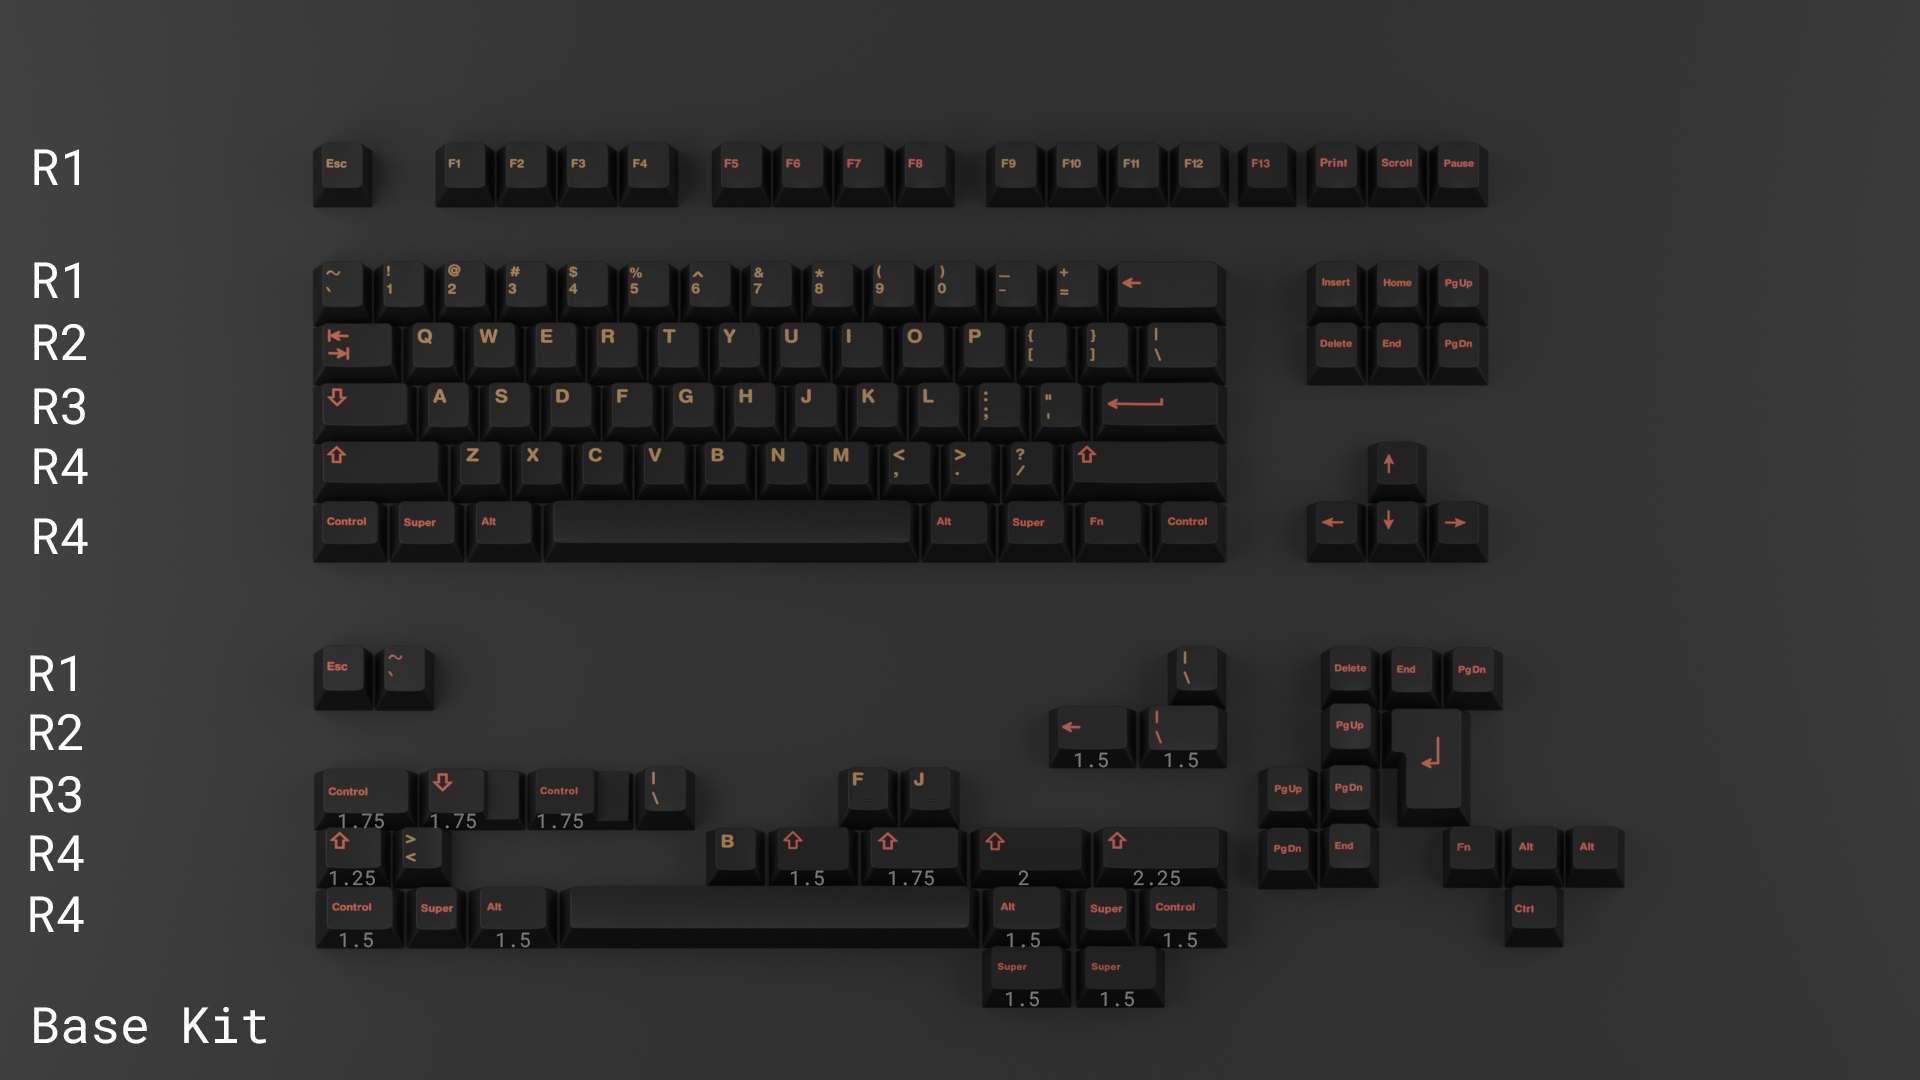 R1 Esc F1 F2 F3 F4 F5 F6 F7 F8 F9 F10 F11 F12 F13 Print Scroll Pause
R1 ~ ` ! 1 @ 2 # 3 $ 4 % 5 ^ 6 & 7 * 8 ( 9 ) 0 _ - + = ← Insert Home PgUp
R2 ⇤ ⇥ Q W E R T Y U I O P { [ } ] | \ Delete End PgDn
R3 ⇩ A S D F G H J K L : ; " ' ⟵
R4 ⇧ Z X C V B N M < , > . ? / ⇧ ↑
R4 Control Super Alt Alt Super Fn Control ← ↓ →
R1 Esc ~ ` | \ Delete End PgDn
R2 ← 1.5 | \ 1.5 PgUp ↵
R3 Control 1.75 ⇩ 1.75 Control 1.75 | \ F J PgUp PgDn
R4 ⇧ 1.25 > < B ⇧ 1.5 ⇧ 1.75 ⇧ 2 ⇧ 2.25 PgDn End Fn Alt Alt
R4 Control 1.5 Super Alt 1.5 Alt 1.5 Super Control 1.5 Ctrl
Super 1.5 Super 1.5
Base Kit